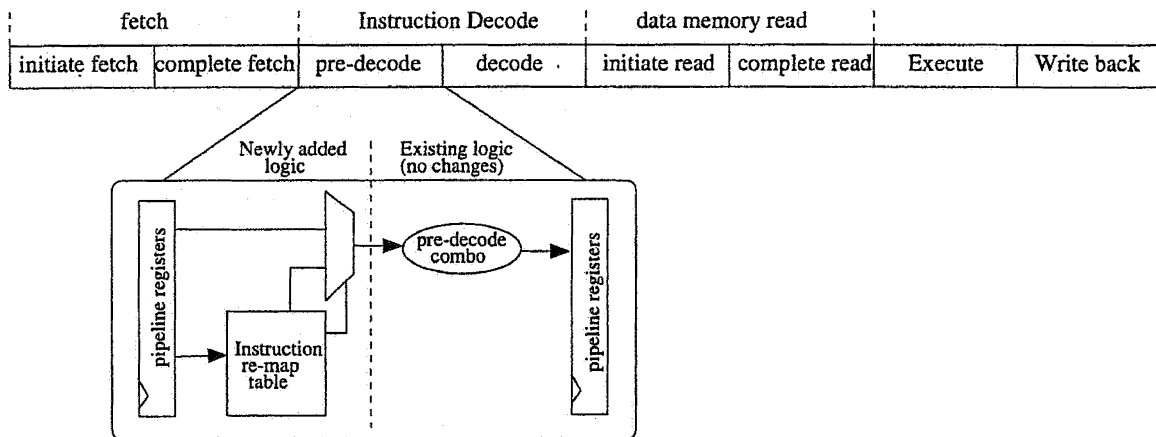 fetch
Instruction Decode
data memory read
initiate fetch
complete fetch
pre-decode
decode
initiate read
complete read
Execute
Write back
Newly added
logic
Existing logic
(no changes)
pipeline registers
pre-decode
combo
Instruction
re-map
table
pipeline registers